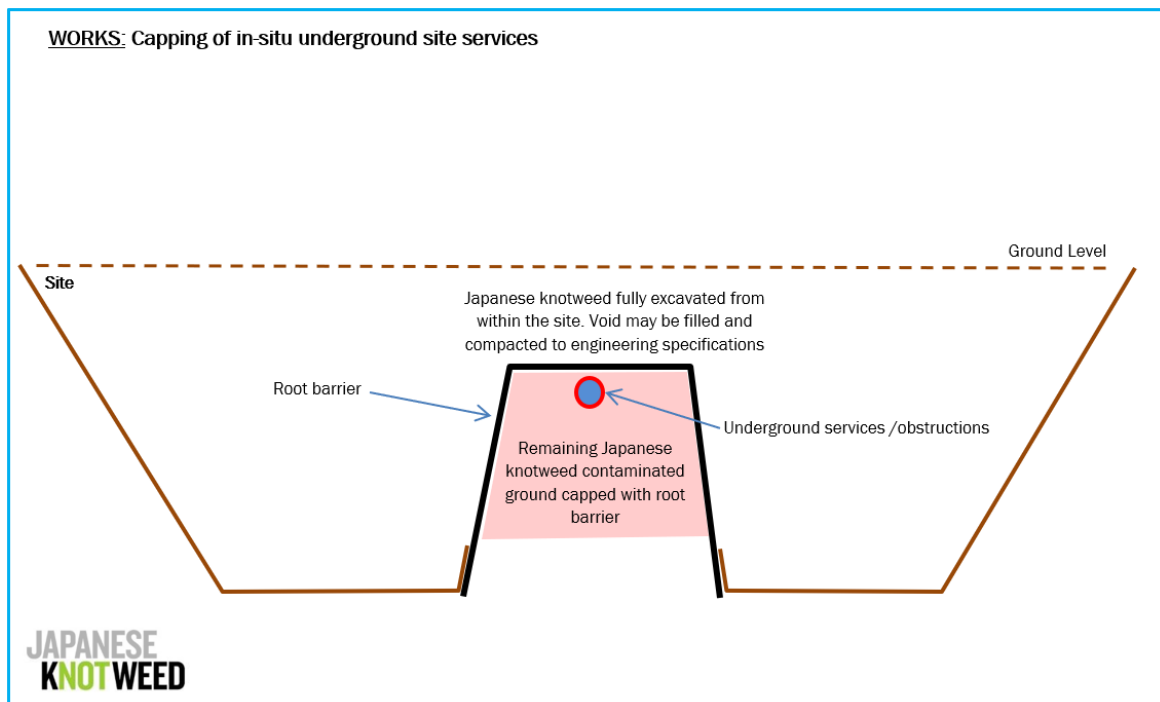 WORKS: Capping of in-situ underground site services
Ground Level
Site
Japanese knotweed fully excavated from
within the site. Void may be filled and
compacted to engineering specifications
Root barrier
Underground services /obstructions
Remaining Japanese
knotweed contaminated
ground capped with root
barrier
JAPANESE
KNOTWEED